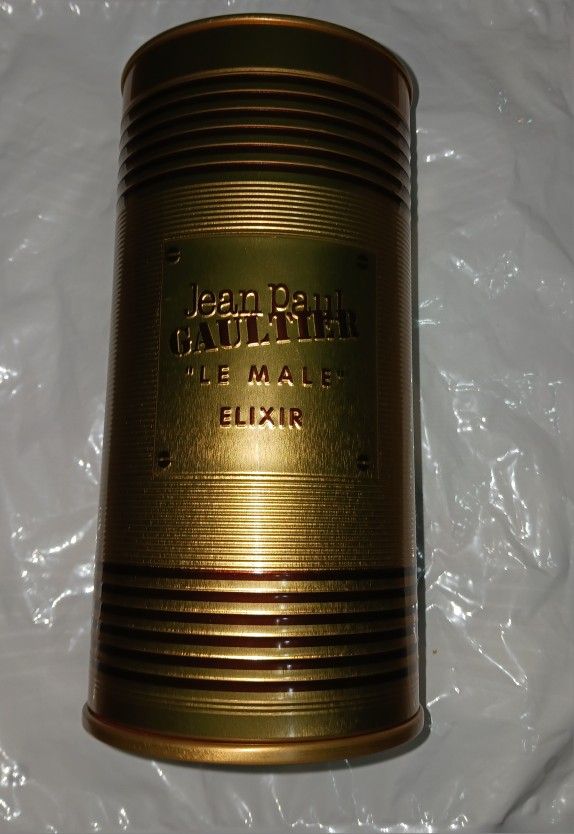 Jean Paul
GAULTIER
"LE MALE"
ELIXIR